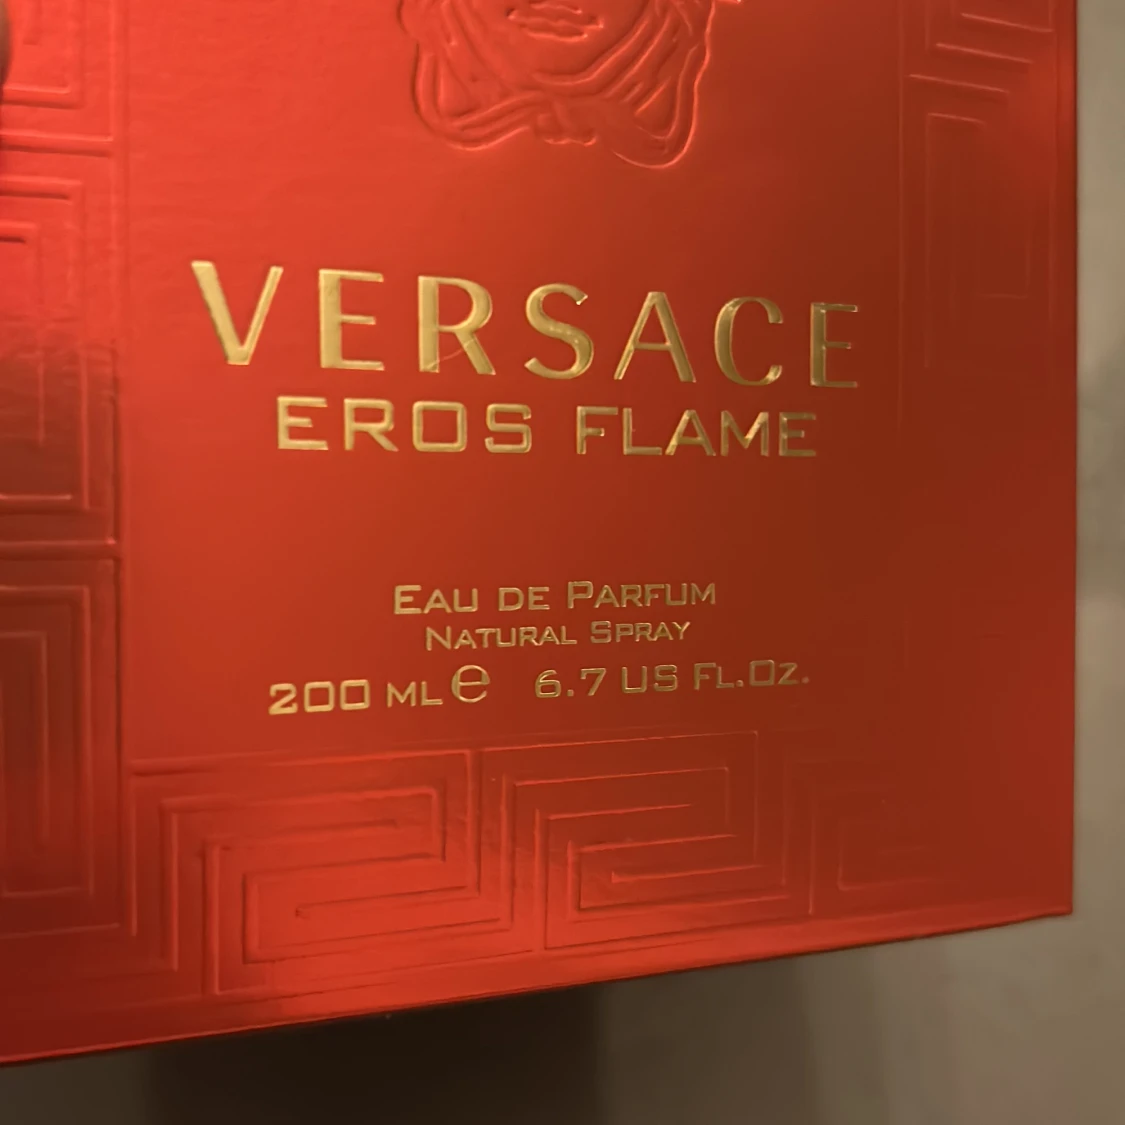 VERSACE
EROS FLAME
EAU DE PARFUM
NATURAL SPRAY
200 ML ℮ 6.7 US FL.OZ.